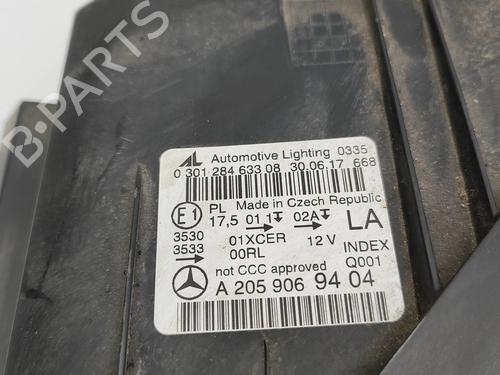 B-PARTS
AL Automotive Lighting 0335
0 301 284 633 08 30.06.17 668
E1 PL Made in Czech Republic
17,5 01 1 02A LA
3530
3533 01XCER 12 V INDEX
00RL Q001
not CCC approved
A 205 906 94 04